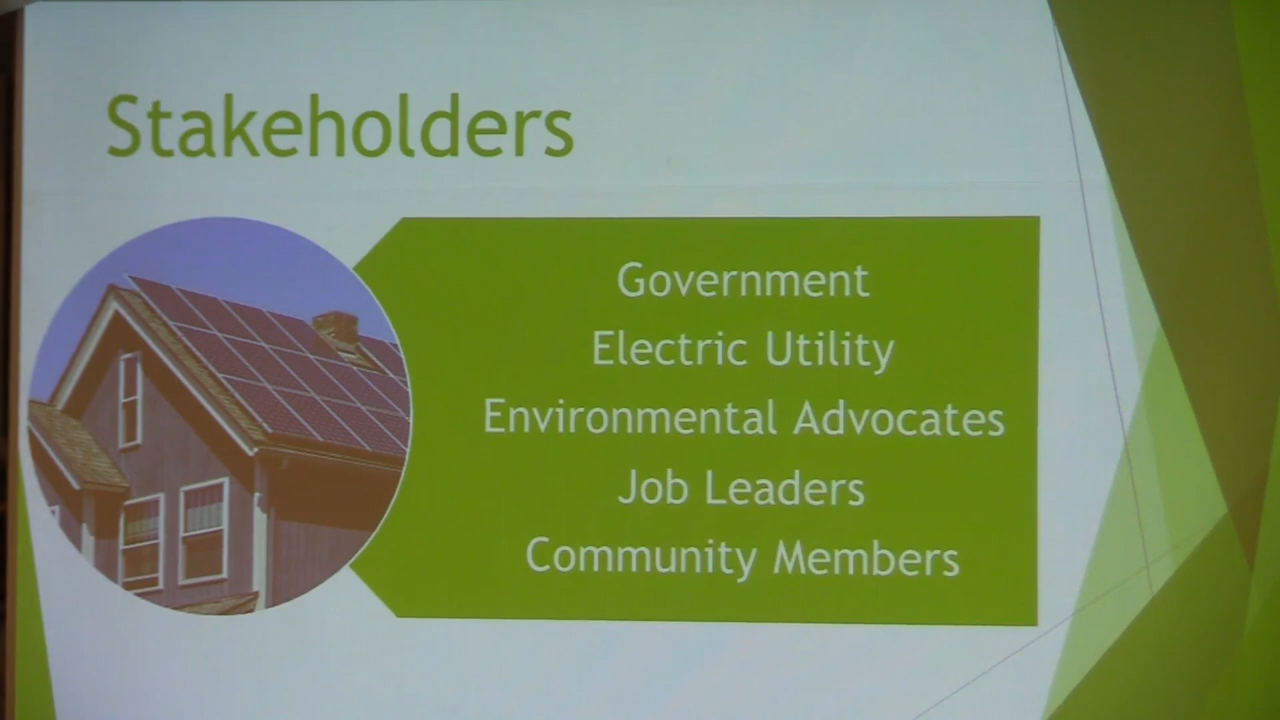 Stakeholders
Government
Electric Utility
Environmental Advocates
Job Leaders
Community Members